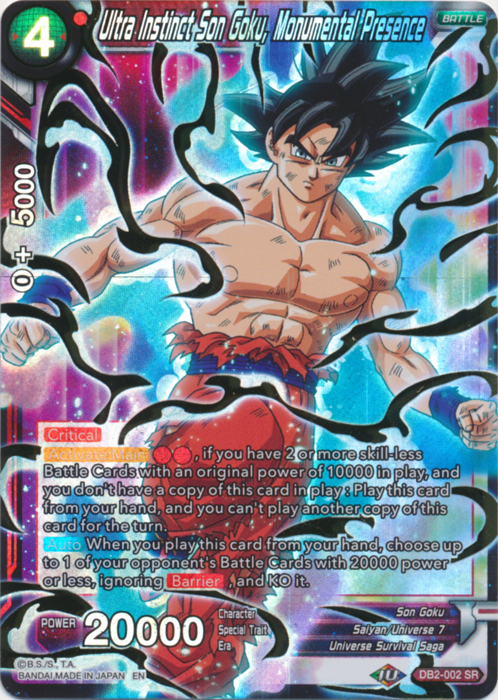 4
Ultra Instinct Son Goku, Monumental Presence
BATTLE
0+ 5000
Critical
Activate:Main , if you have 2 or more skill-less
Battle Cards with an original power of 10000 in play, and
you don't have a copy of this card in play : Play this card
from your hand, and you can't play another copy of this
card for the turn.
Auto When you play this card from your hand, choose up
to 1 of your opponent's Battle Cards with 20000 power
or less, ignoring Barrier , and KO it.
POWER 20000
Character Son Goku
Special Trait Saiyan/Universe 7
Era Universe Survival Saga
©B.S./S, T.A.
BANDAI MADE IN JAPAN EN
DB2-002 SR